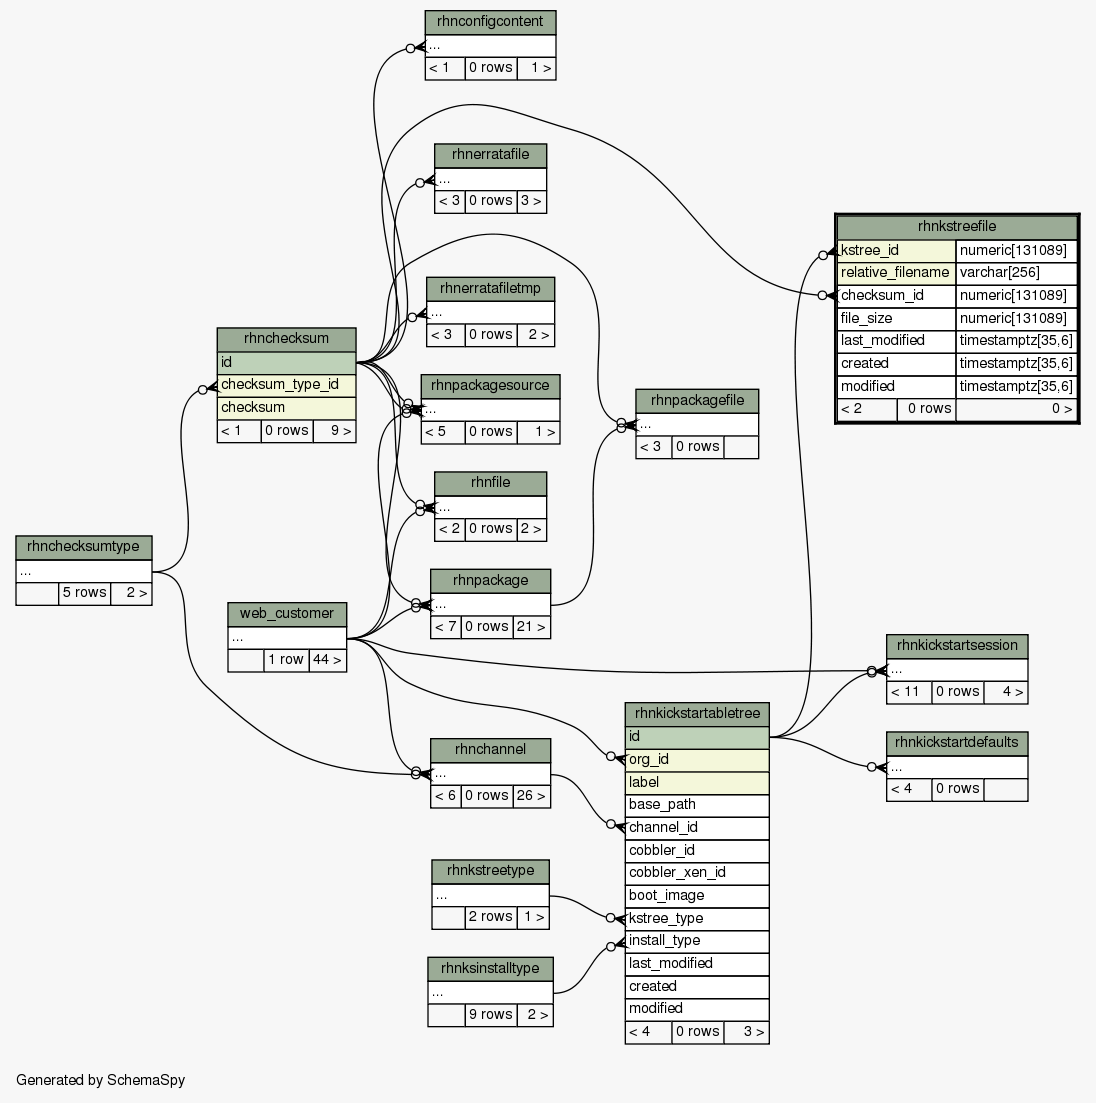 rhnconfigcontent
...
< 1 0 rows 1 >
rhnerratafile
...
< 3 0 rows 3 >
rhnkstreefile
kstree_id numeric[131089]
relative_filename varchar[256]
checksum_id numeric[131089]
file_size numeric[131089]
last_modified timestamptz[35,6]
created timestamptz[35,6]
modified timestamptz[35,6]
< 2 0 rows 0 >
rhnerratafiletmp
...
< 3 0 rows 2 >
rhnchecksum
id
checksum_type_id
checksum
< 1 0 rows 9 >
rhnpackagesource
...
< 5 0 rows 1 >
rhnpackagefile
...
< 3 0 rows
rhnfile
...
< 2 0 rows 2 >
rhnchecksumtype
...
5 rows 2 >
rhnpackage
...
< 7 0 rows 21 >
web_customer
...
1 row 44 >
rhnkickstartsession
...
< 11 0 rows 4 >
rhnkickstartabletree
id
org_id
label
base_path
channel_id
cobbler_id
cobbler_xen_id
boot_image
kstree_type
install_type
last_modified
created
modified
< 4 0 rows 3 >
rhnkickstartdefaults
...
< 4 0 rows
rhnchannel
...
< 6 0 rows 26 >
rhnkstreetype
...
2 rows 1 >
rhnksinstalltype
...
9 rows 2 >
Generated by SchemaSpy